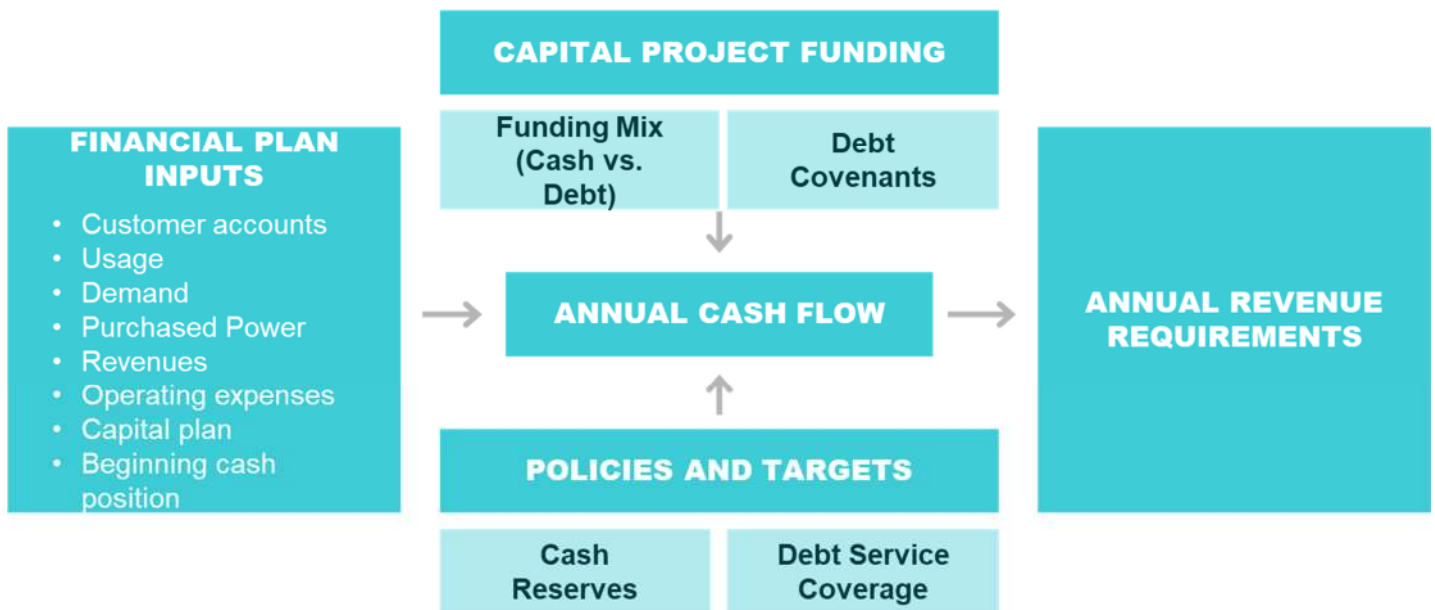 CAPITAL PROJECT FUNDING
Funding Mix
(Cash vs.
Debt)
Debt
Covenants
FINANCIAL PLAN
INPUTS
• Customer accounts
• Usage
• Demand
• Purchased Power
• Revenues
• Operating expenses
• Capital plan
• Beginning cash
position
ANNUAL CASH FLOW
ANNUAL REVENUE
REQUIREMENTS
POLICIES AND TARGETS
Cash
Reserves
Debt Service
Coverage